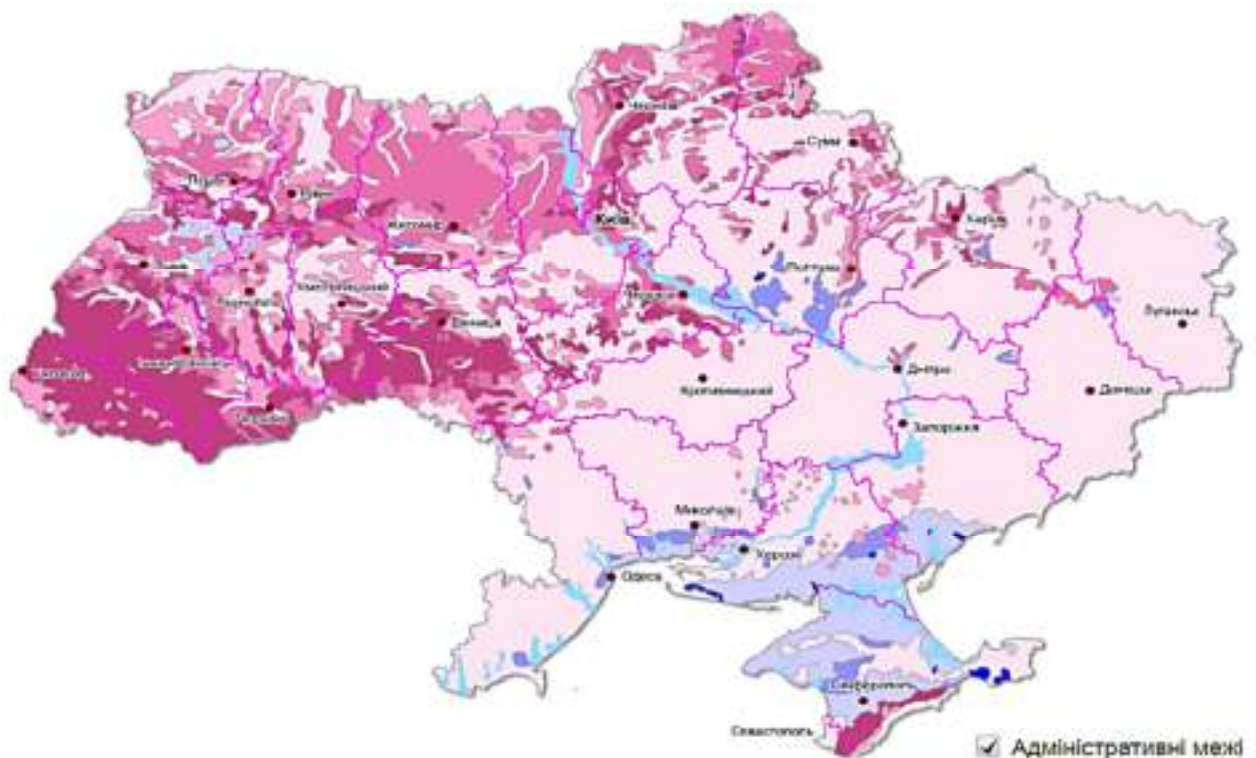 Чернігів
Суми
Луцьк
Рівне
Київ
Житомир
Харків
Львів
Полтава
Тернопіль
Хмельницький
Черкаси
Вінниця
Луганськ
Івано-Франківськ
Ужгород
Дніпро
Кропивницький
Донецьк
Чернівці
Запоріжжя
Миколаїв
Херсон
Одеса
Сімферополь
Севастополь
Адміністративні межі